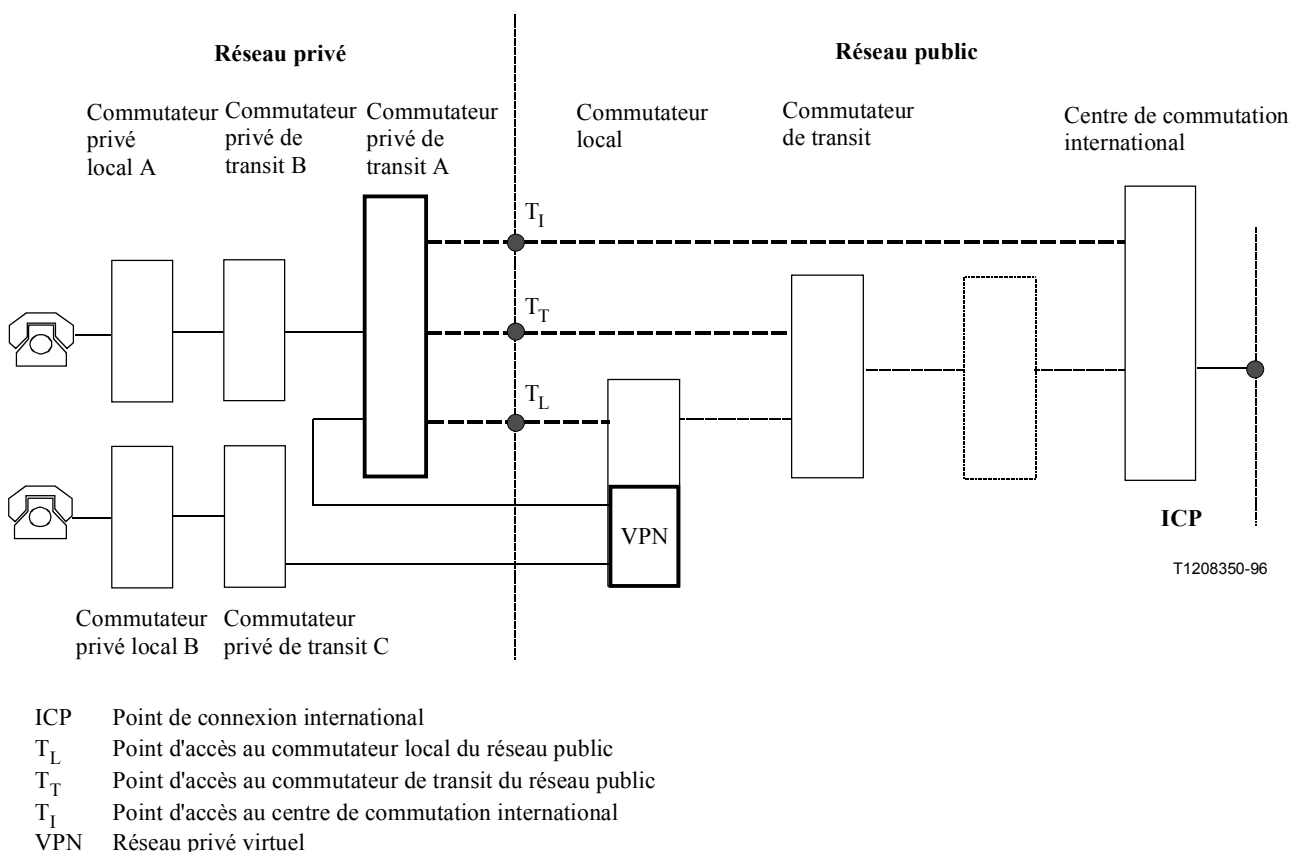 Réseau privé
Réseau public
Commutateur
privé
local A
Commutateur
privé de
transit B
Commutateur
privé de
transit A
Commutateur
local
Commutateur
de transit
Centre de commutation
international
TI
TT
TL
VPN
ICP
T1208350-96
Commutateur
privé local B
Commutateur
privé de transit C
ICP Point de connexion international
TL Point d'accès au commutateur local du réseau public
TT Point d'accès au commutateur de transit du réseau public
TI Point d'accès au centre de commutation international
VPN Réseau privé virtuel